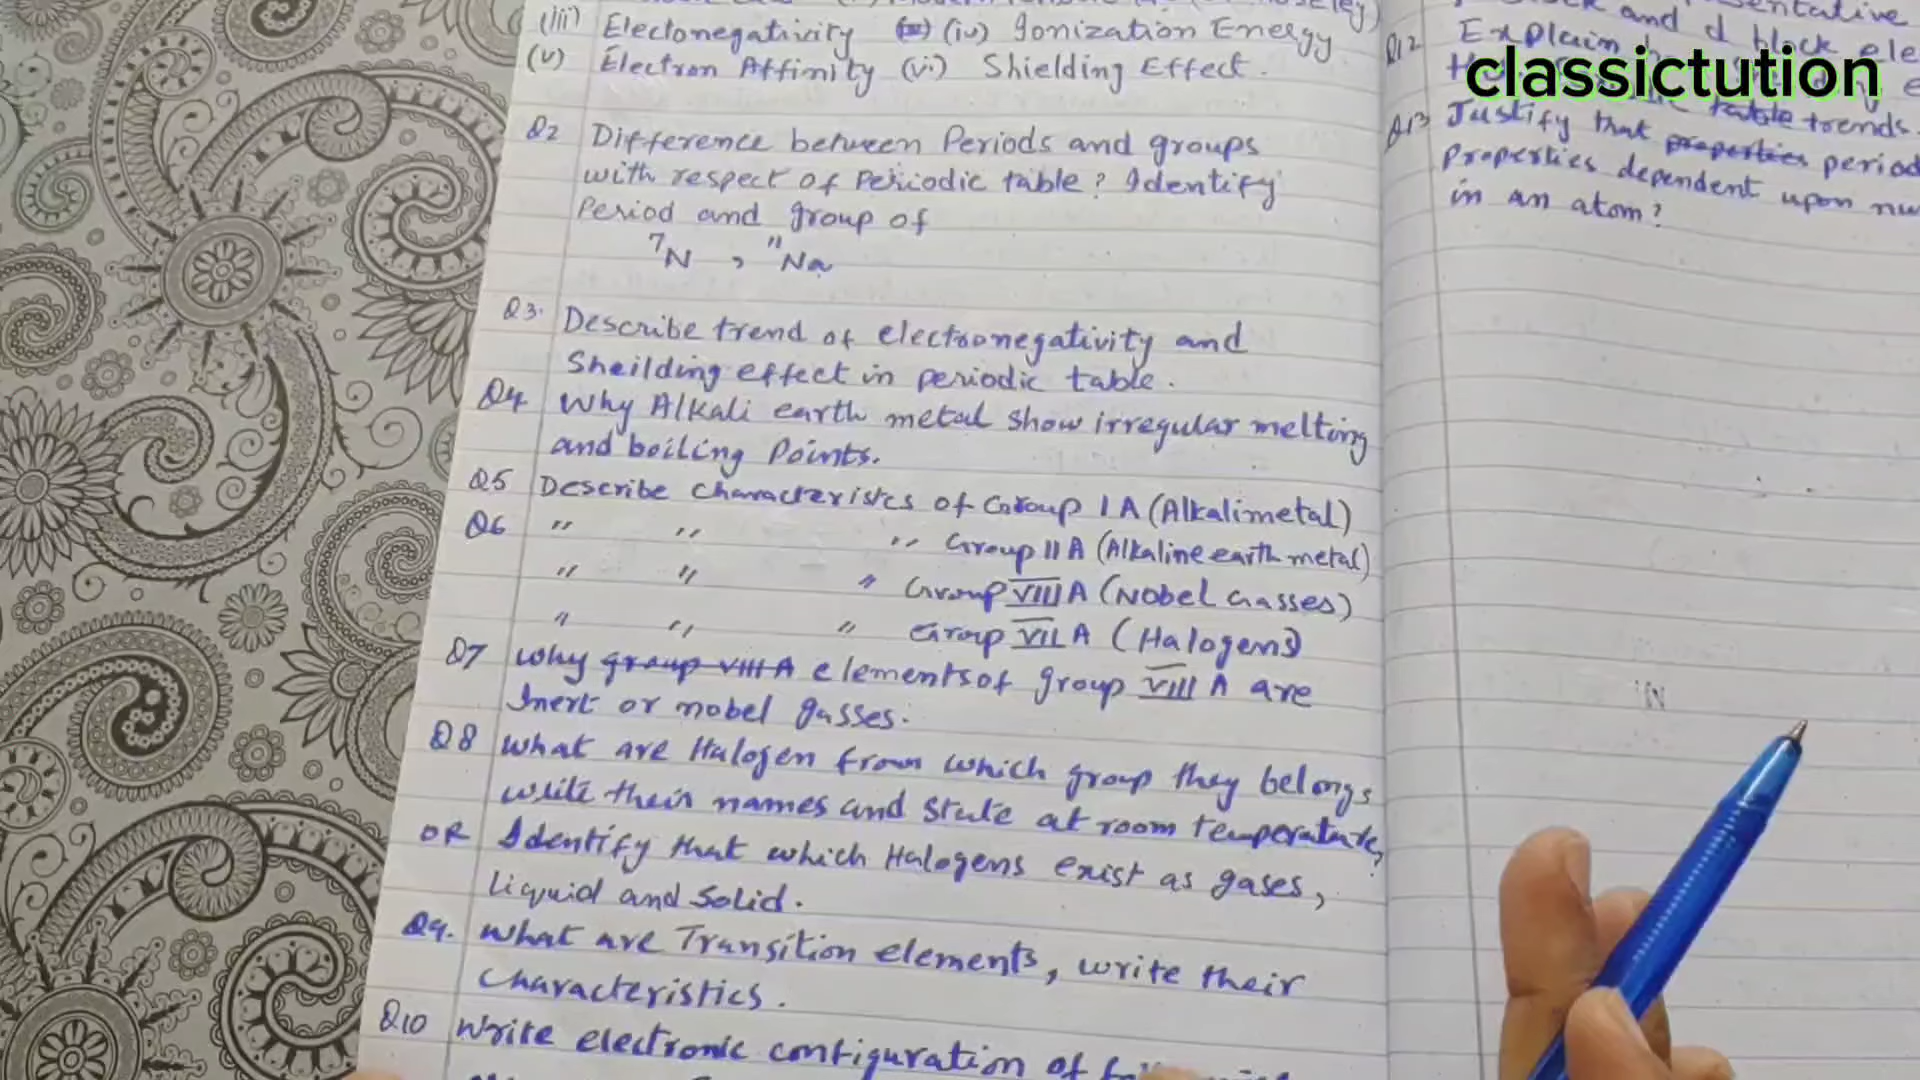 (iii) Electonegativity (iv) Ionization Energy
(v) Electron Affinity (vi) Shielding Effect.
Q2 Difference between Periods and groups
with respect of Periodic table? Identify
Period and group of
7N , 11Na
Q3. Describe trend of electronegativity and
Sheilding effect in periodic table.
Q4 Why Alkali earth metal show irregular melting
and boiling Points.
Q5 Describe characteristcs of Group IA (Alkalimetal)
Q6 " " " Group IIA (Alkaline earth metal)
" " " Group VIII A (Nobel Gasses)
" " " Group VII A (Halogens)
Q7 Why group VIII A elements of group VIII A are
Inert or nobel gasses.
Q8 What are Halogen from which group they belongs
write their names and State at room temperature?
OR Identify that which Halogens exist as gases,
liquid and Solid.
Q9. What are Transition elements, write their
Characteristics.
Q10 Write electronic configuration of
and d block
Q12 Explain
table trends.
Q13 Justify that properties
properties dependent upon
in an atom?
classictution